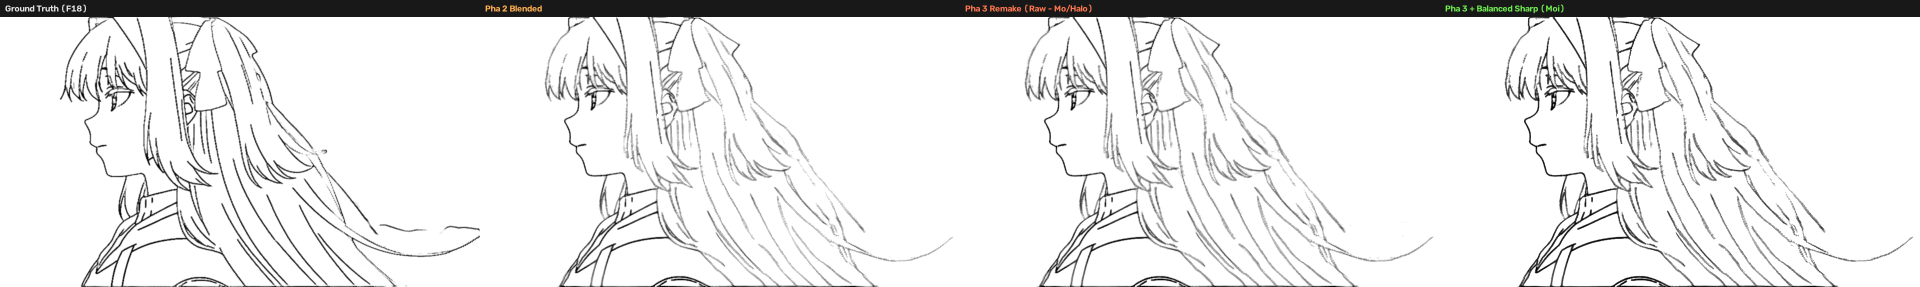 Ground Truth (F18)
Pha 2 Blended
Pha 3 Remake (Raw - Mo/Halo)
Pha 3 + Balanced Sharp (Moi)